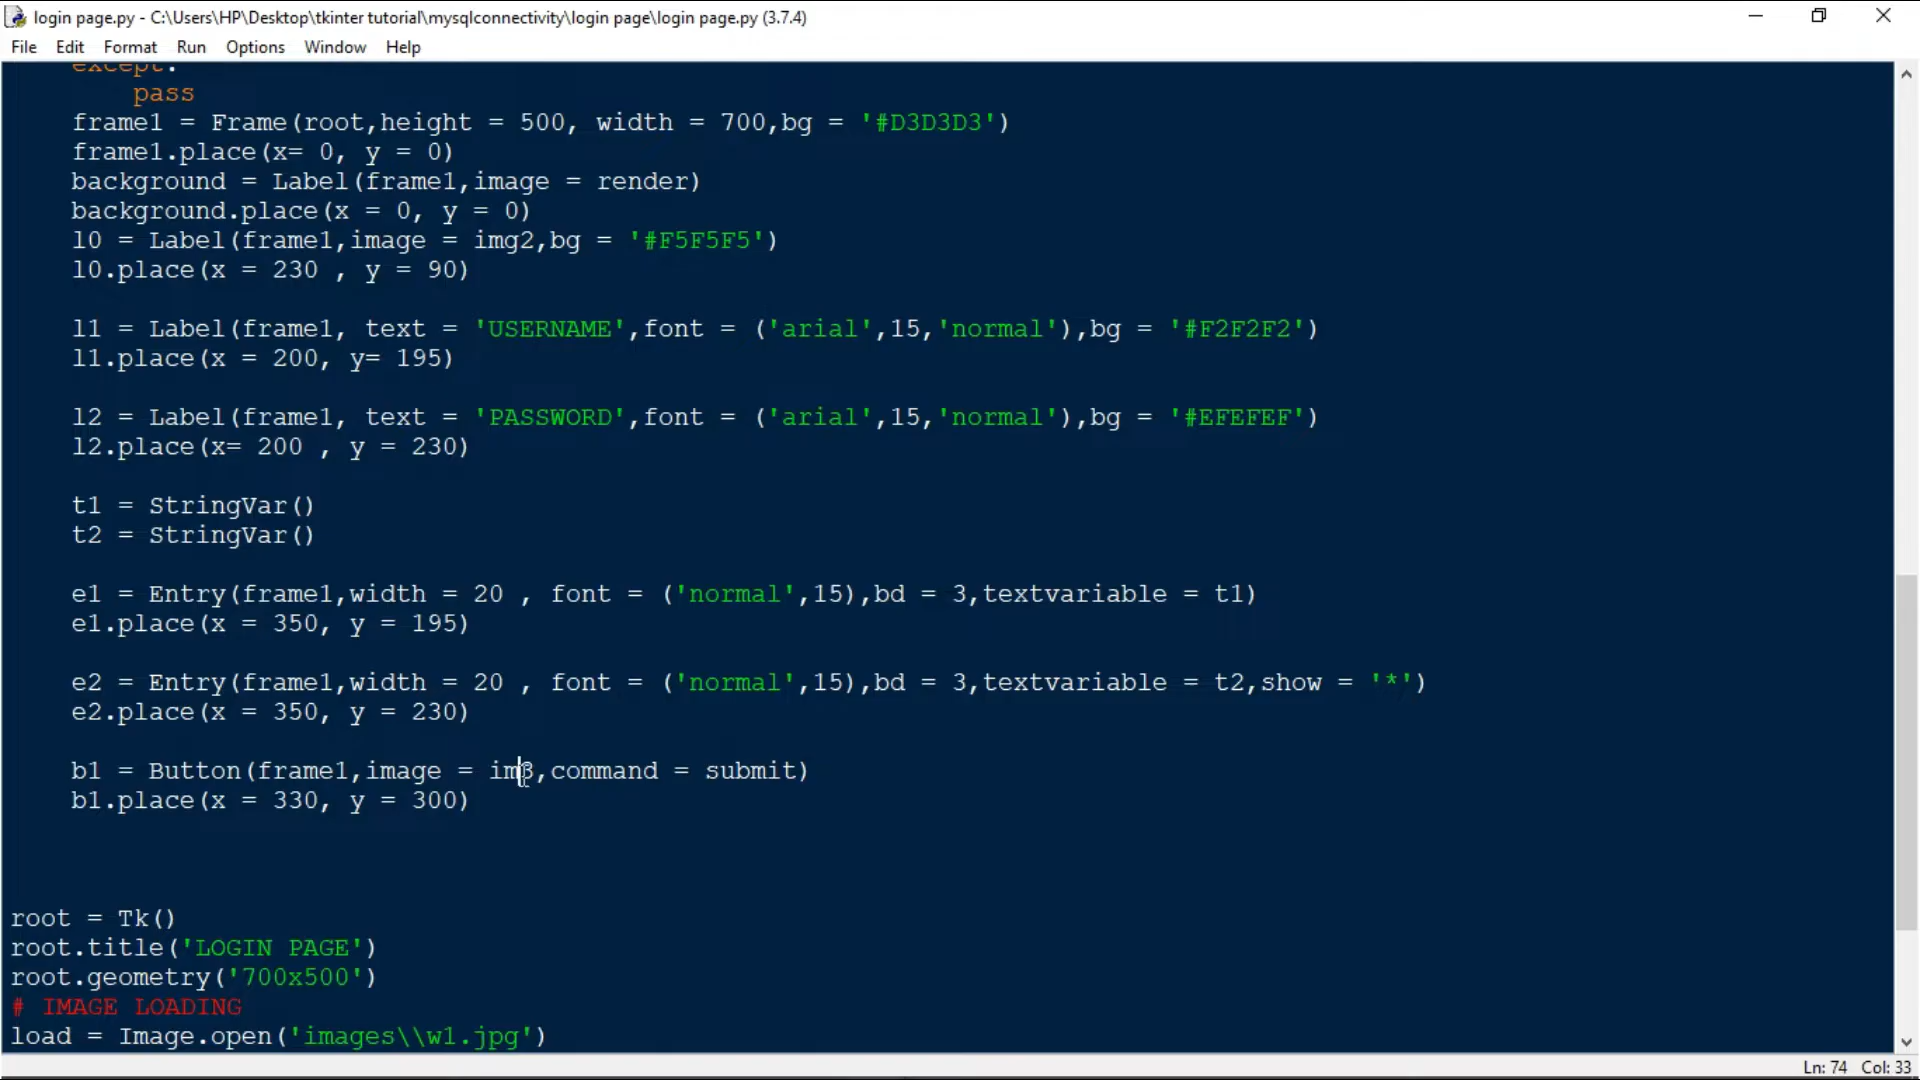 login page.py - C:\Users\HP\Desktop\tkinter tutorial\mysqlconnectivity\login page\login page.py (3.7.4)
File Edit Format Run Options Window Help
except:
pass
frame1 = Frame(root,height = 500, width = 700,bg = '#D3D3D3')
frame1.place(x= 0, y = 0)
background = Label(frame1,image = render)
background.place(x = 0, y = 0)
l0 = Label(frame1,image = img2,bg = '#F5F5F5')
l0.place(x = 230 , y = 90)
l1 = Label(frame1, text = 'USERNAME',font = ('arial',15,'normal'),bg = '#F2F2F2')
l1.place(x = 200, y= 195)
l2 = Label(frame1, text = 'PASSWORD',font = ('arial',15,'normal'),bg = '#EFEFEF')
l2.place(x= 200 , y = 230)
t1 = StringVar()
t2 = StringVar()
e1 = Entry(frame1,width = 20 , font = ('normal',15),bd = 3,textvariable = t1)
e1.place(x = 350, y = 195)
e2 = Entry(frame1,width = 20 , font = ('normal',15),bd = 3,textvariable = t2,show = '*')
e2.place(x = 350, y = 230)
b1 = Button(frame1,image = im3,command = submit)
b1.place(x = 330, y = 300)
root = Tk()
root.title('LOGIN PAGE')
root.geometry('700x500')
# IMAGE LOADING
load = Image.open('images\\w1.jpg')
Ln: 74 Col: 33